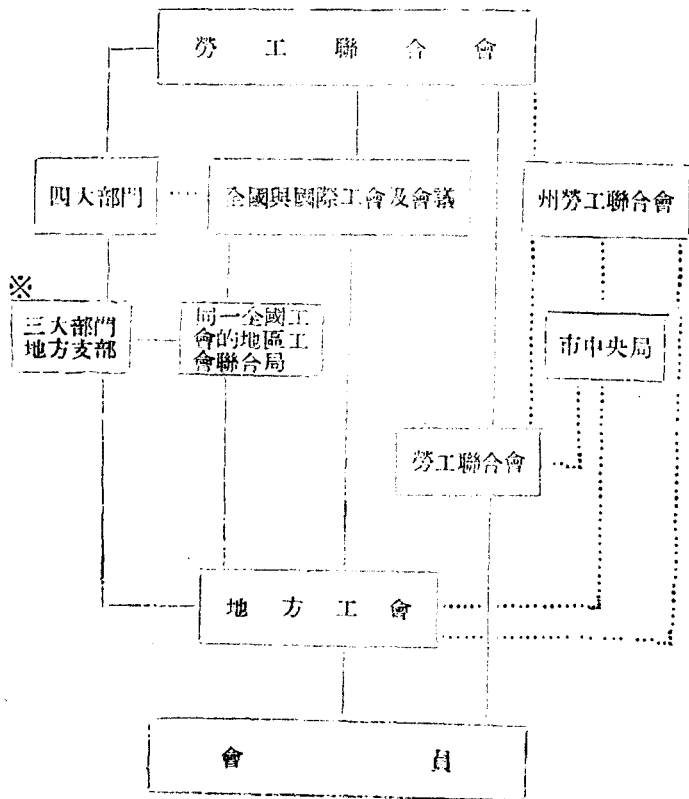 勞工聯合會
四大部門
全國與國際工會及會議
州勞工聯合會
※
三大部門
地方支部
同一全國工
會的地區工
會聯合局
市中央局
勞工聯合會
地方工會
會員